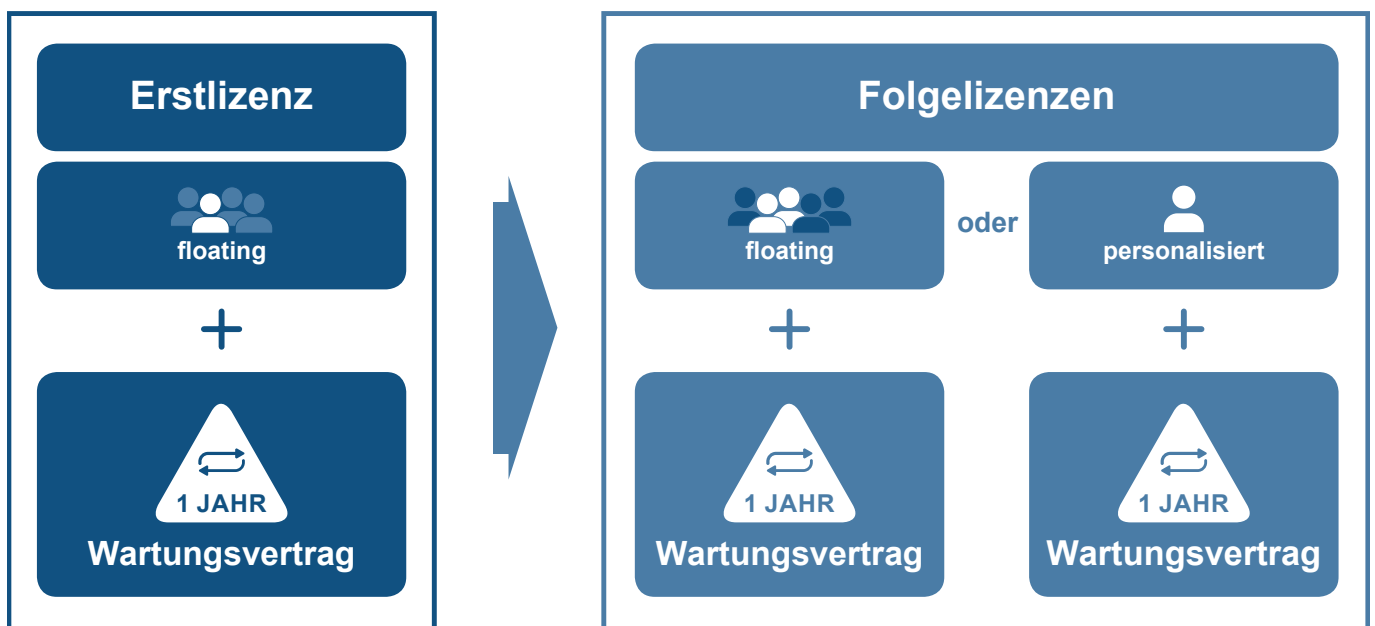 Erstlizenz
floating
1 JAHR
Wartungsvertrag
Folgelizenzen
floating
oder
personalisiert
1 JAHR
Wartungsvertrag
1 JAHR
Wartungsvertrag